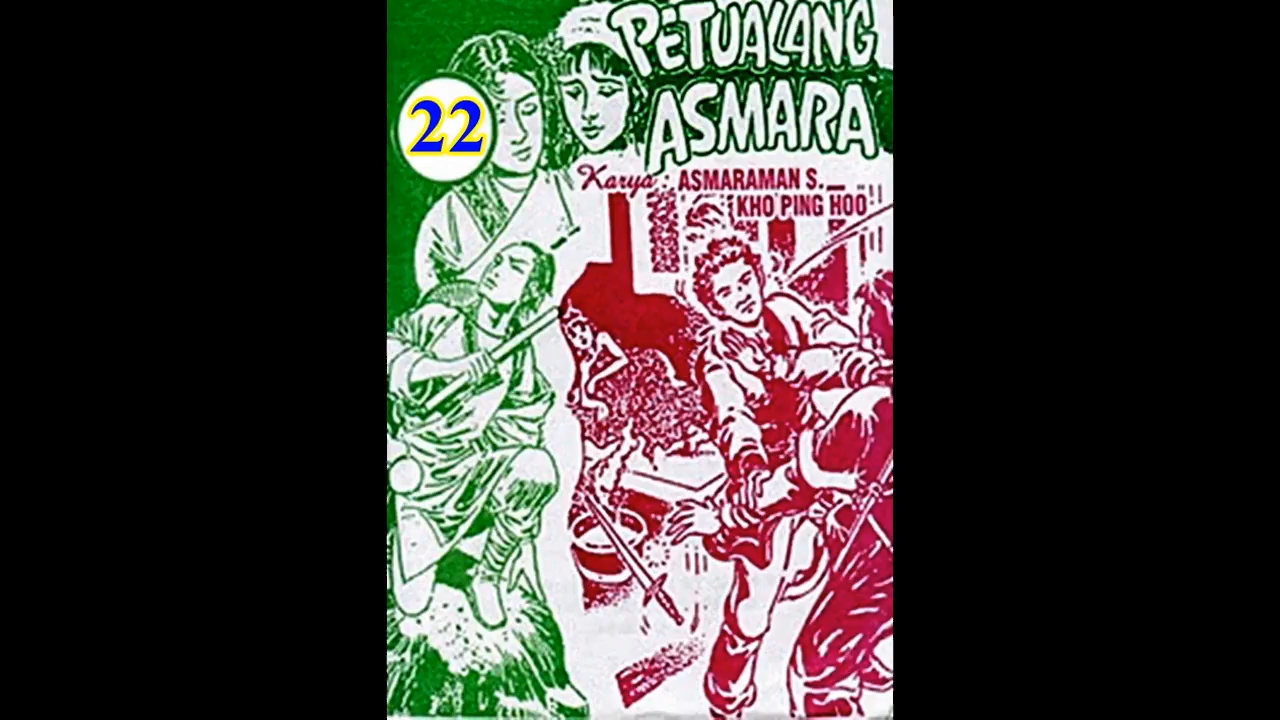 PETUALANG
ASMARA
22
Karya : ASMARAMAN S.
KHO PING HOO